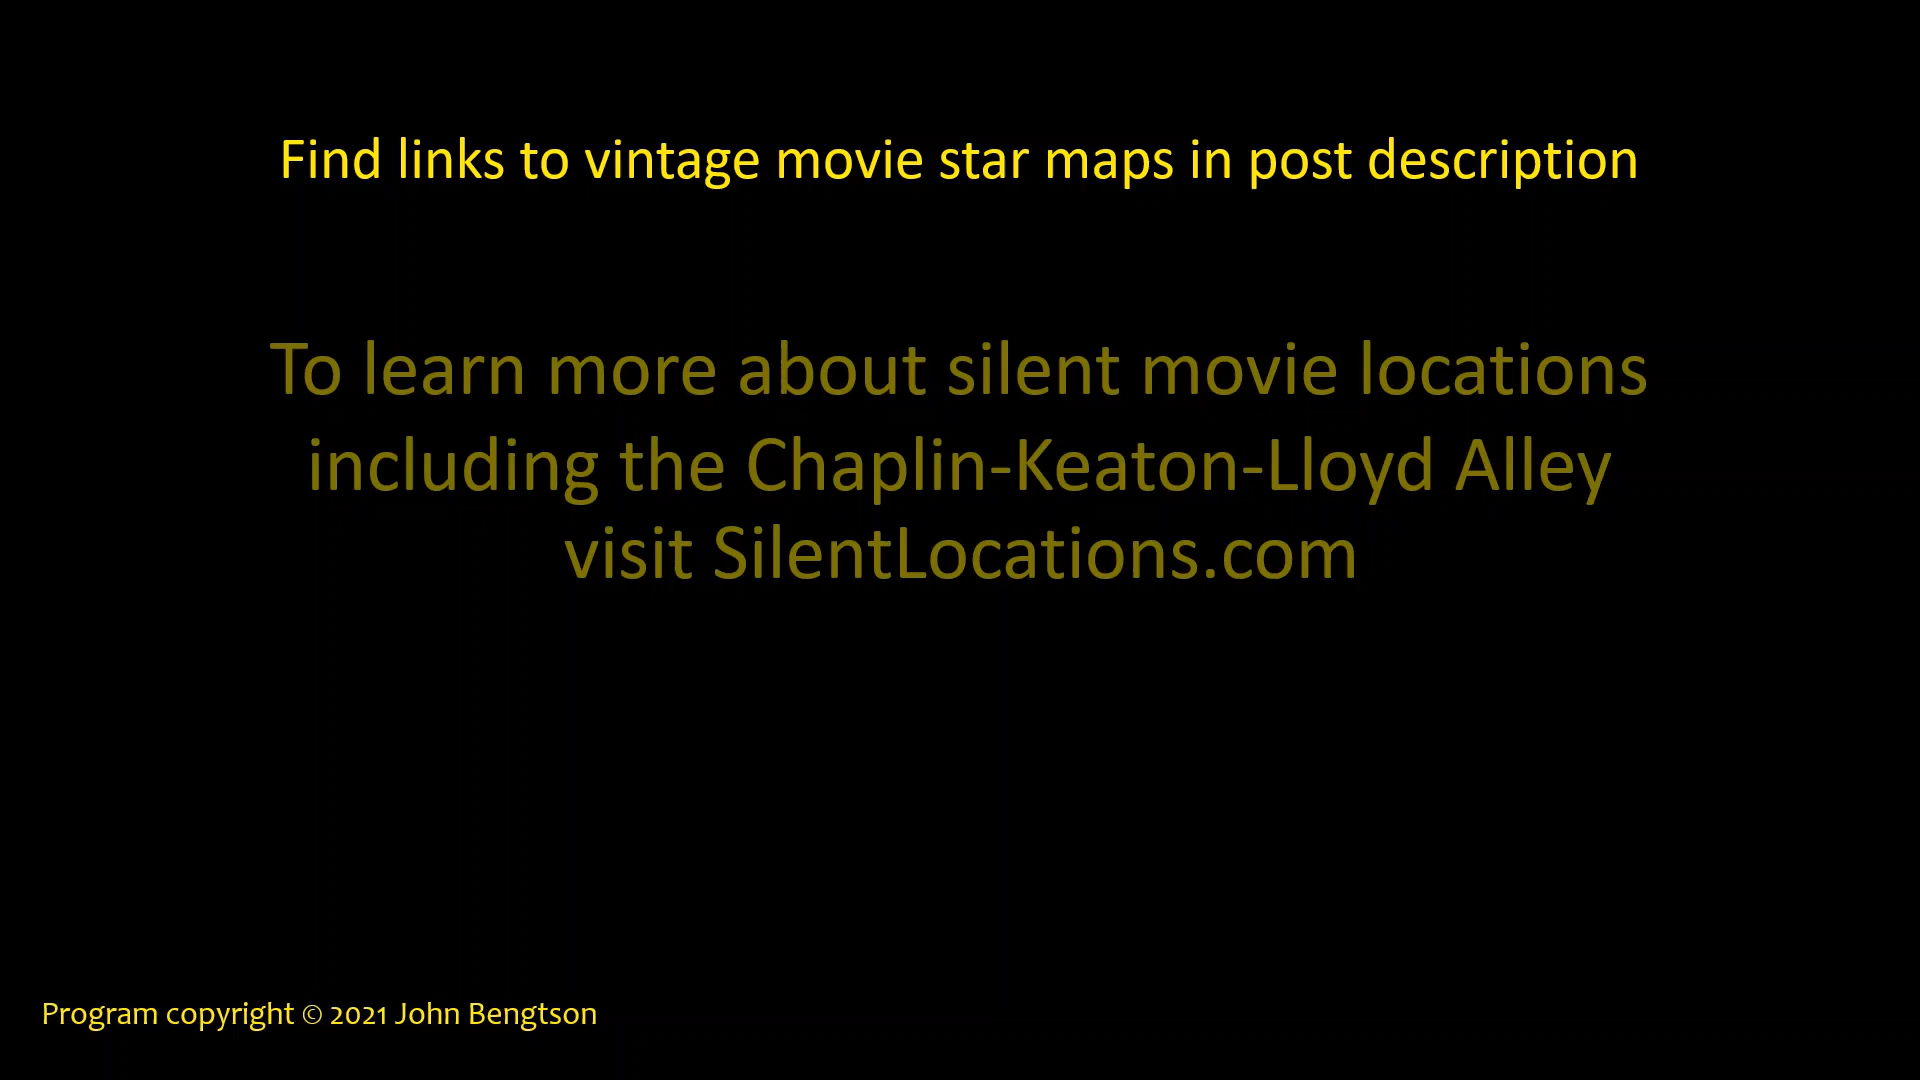 Find links to vintage movie star maps in post description
To learn more about silent movie locations
including the Chaplin-Keaton-Lloyd Alley
visit SilentLocations.com
Program copyright © 2021 John Bengtson